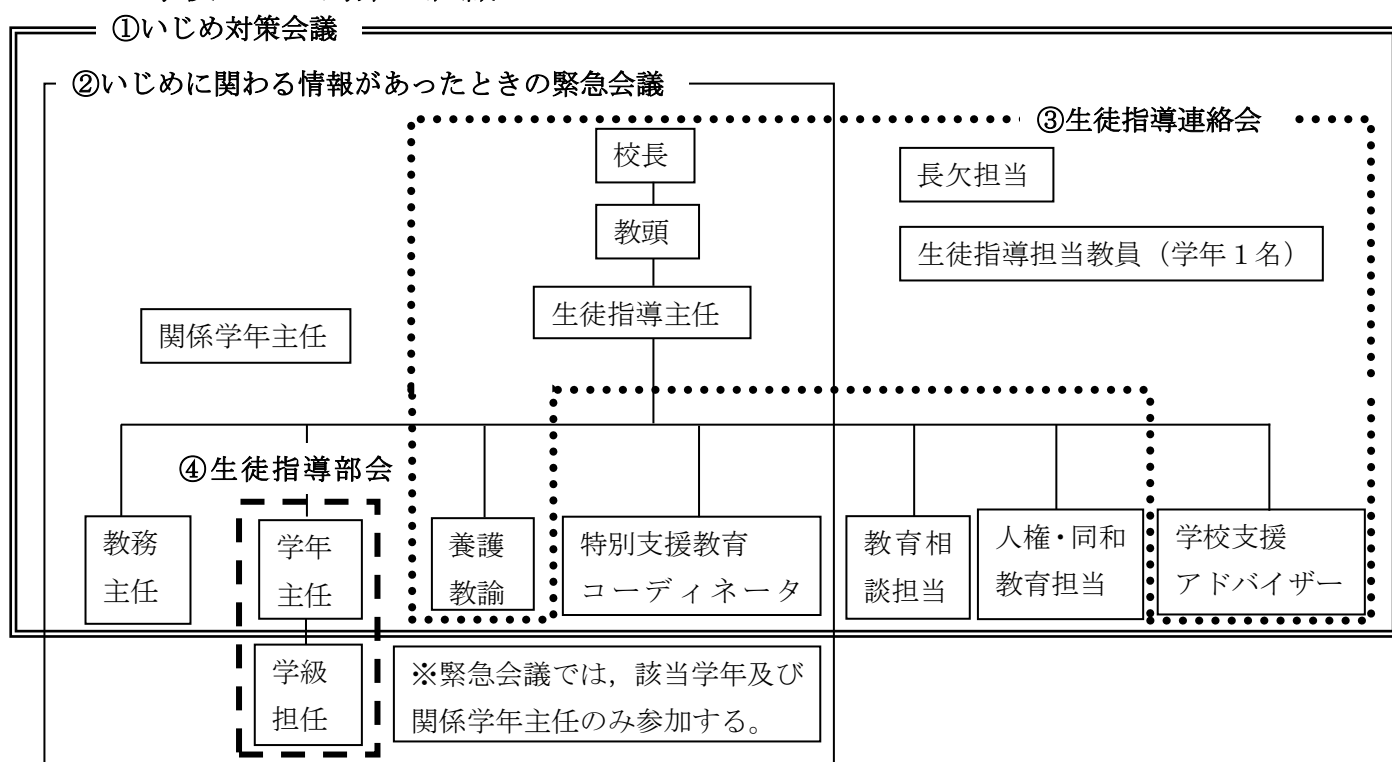 ①いじめ対策会議
②いじめに関わる情報があったときの緊急会議
③生徒指導連絡会
校長
長欠担当
教頭
生徒指導担当教員（学年１名）
生徒指導主任
関係学年主任
④生徒指導部会
教務
主任
学年
主任
養護
教諭
特別支援教育
コーディネータ
教育相
談担当
人権・同和
教育担当
学校支援
アドバイザー
学級
担任
※緊急会議では，該当学年及び
関係学年主任のみ参加する。